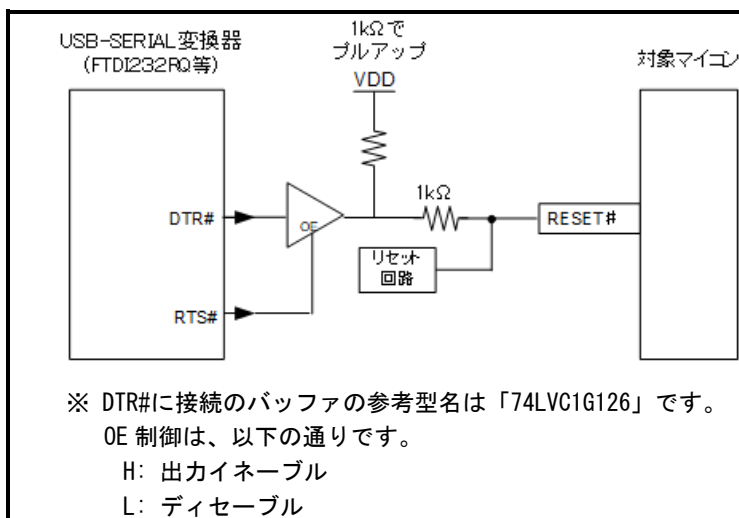 USB-SERIAL変換器
(FTDI232RQ等)
1kΩで
プルアップ
VDD
対象マイコン
DTR#
OE
1kΩ
RESET#
リセット
回路
RTS#
※ DTR#に接続のバッファの参考型名は「74LVC1G126」です。
OE 制御は、以下の通りです。
H: 出力イネーブル
L: ディセーブル